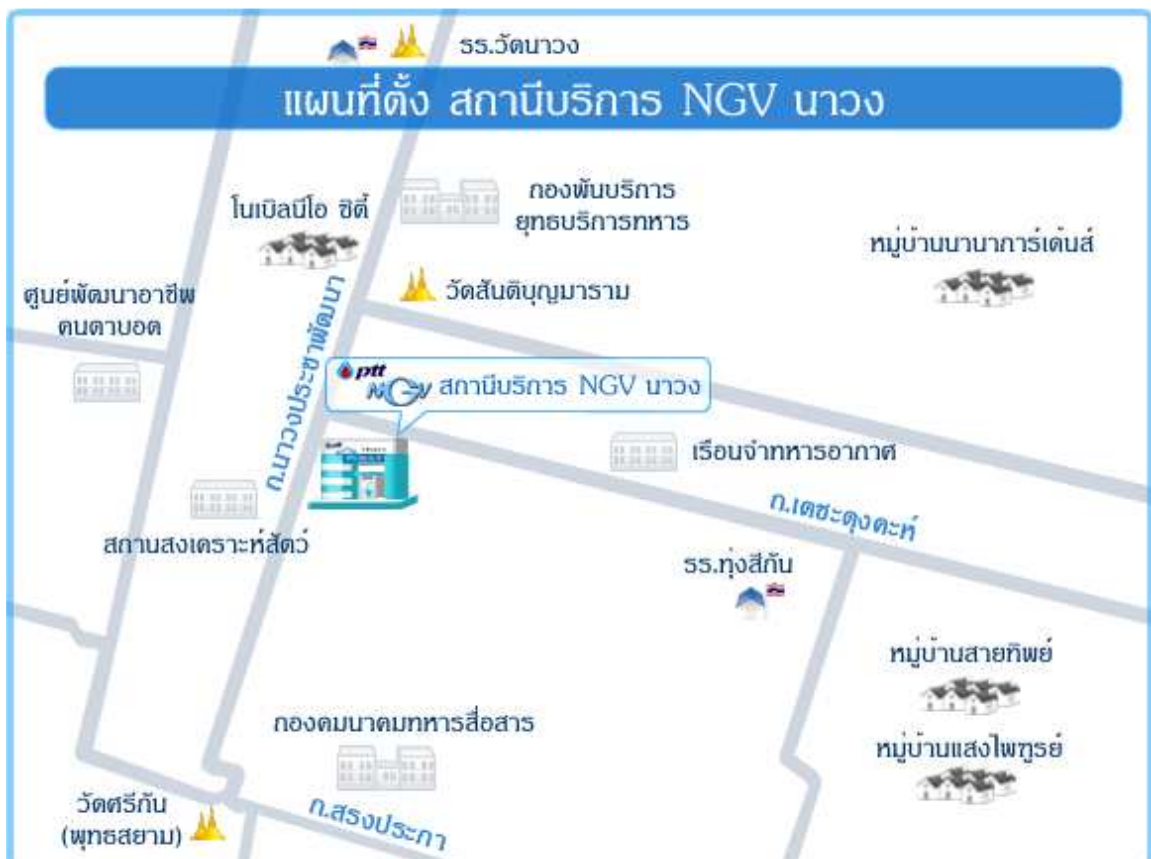 รร.วัดนาวง
แผนที่ตั้ง สถานีบริการ NGV นาวง
กองพันบริการ
ยุทธบริการทหาร
โนเบิลนีโอ ซิตี้
หมู่บ้านนานาการ์เด้นส์
ศูนย์พัฒนาอาชีพ
คนตาบอด
วัดสันติบุญมาราม
ถ.นาวงประชาพัฒนา
ptt
NGV สถานีบริการ NGV นาวง
เรือนจำทหารอากาศ
ถ.เดชะตุงคะห์
สถานสงเคราะห์สัตว์
รร.ทุ่งสีกัน
หมู่บ้านสายทิพย์
กองคมนาคมทหารสื่อสาร
หมู่บ้านแสงไพฑูรย์
วัดศรีกัน
(พุทธสยาม)
ถ.สรงประภา